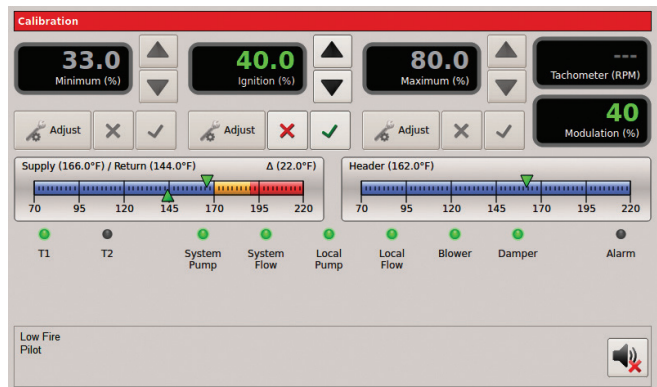 Calibration
33.0
Minimum (%)
40.0
Ignition (%)
80.0
Maximum (%)
---
Tachometer (RPM)
Adjust
Adjust
Adjust
40
Modulation (%)
Supply (166.0°F) / Return (144.0°F) Δ (22.0°F)
70 95 120 145 170 195 220
Header (162.0°F)
70 95 120 145 170 195 220
T1
T2
System Pump
System Flow
Local Pump
Local Flow
Blower
Damper
Alarm
Low Fire
Pilot